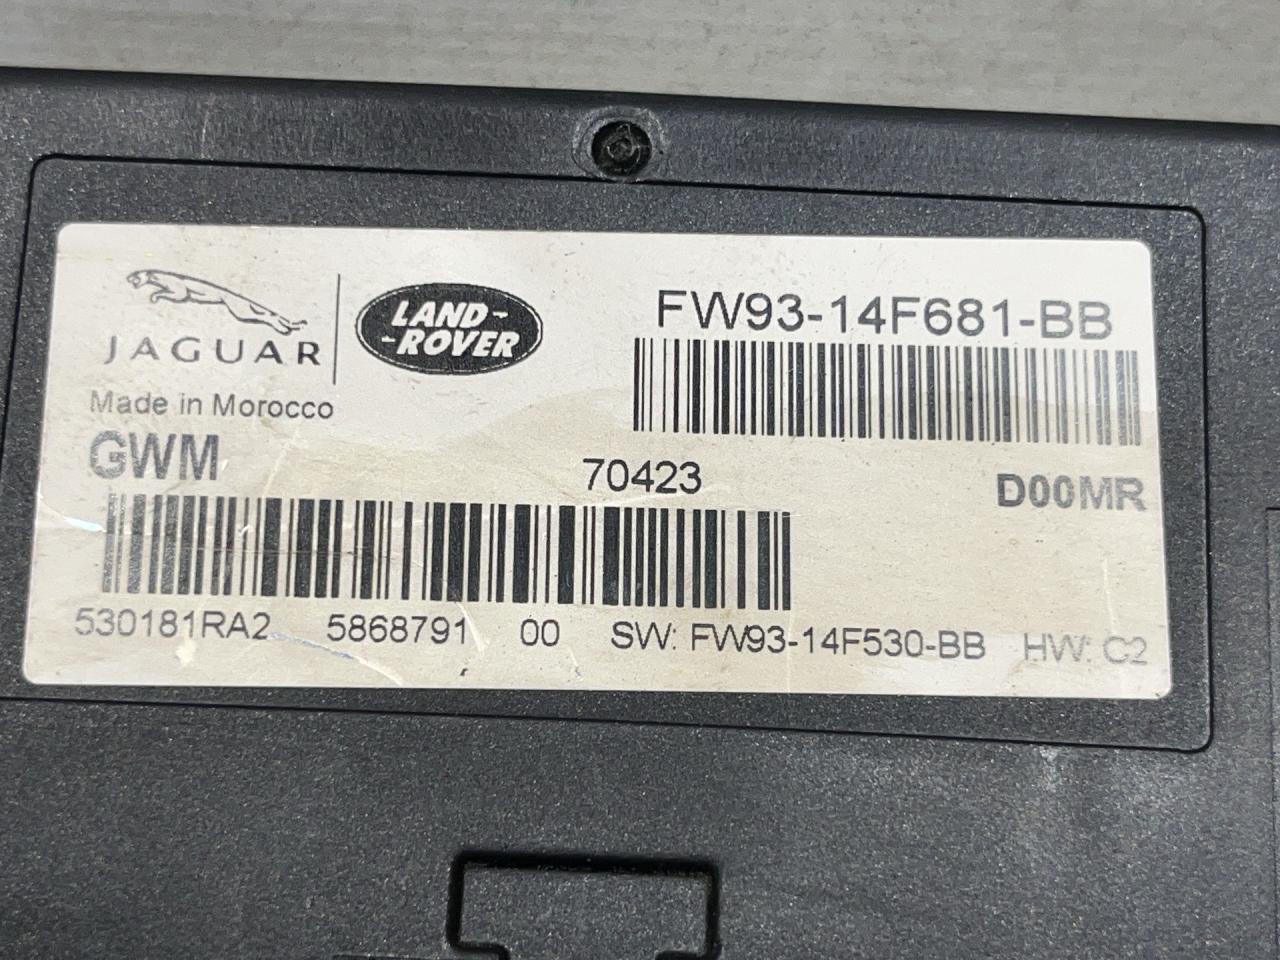 JAGUAR
LAND-
-ROVER
FW93-14F681-BB
Made in Morocco
GWM
70423
D00MR
530181RA2 5868791 00 SW: FW93-14F530-BB HW: C2